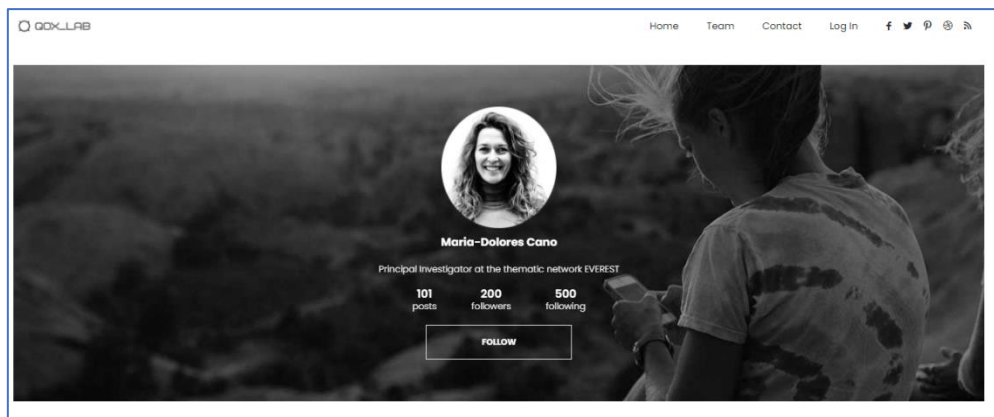 QOX_LAB
Home Team Contact Log In
Maria-Dolores Cano
Principal Investigator at the thematic network EVEREST
101 200 500
posts followers following
FOLLOW